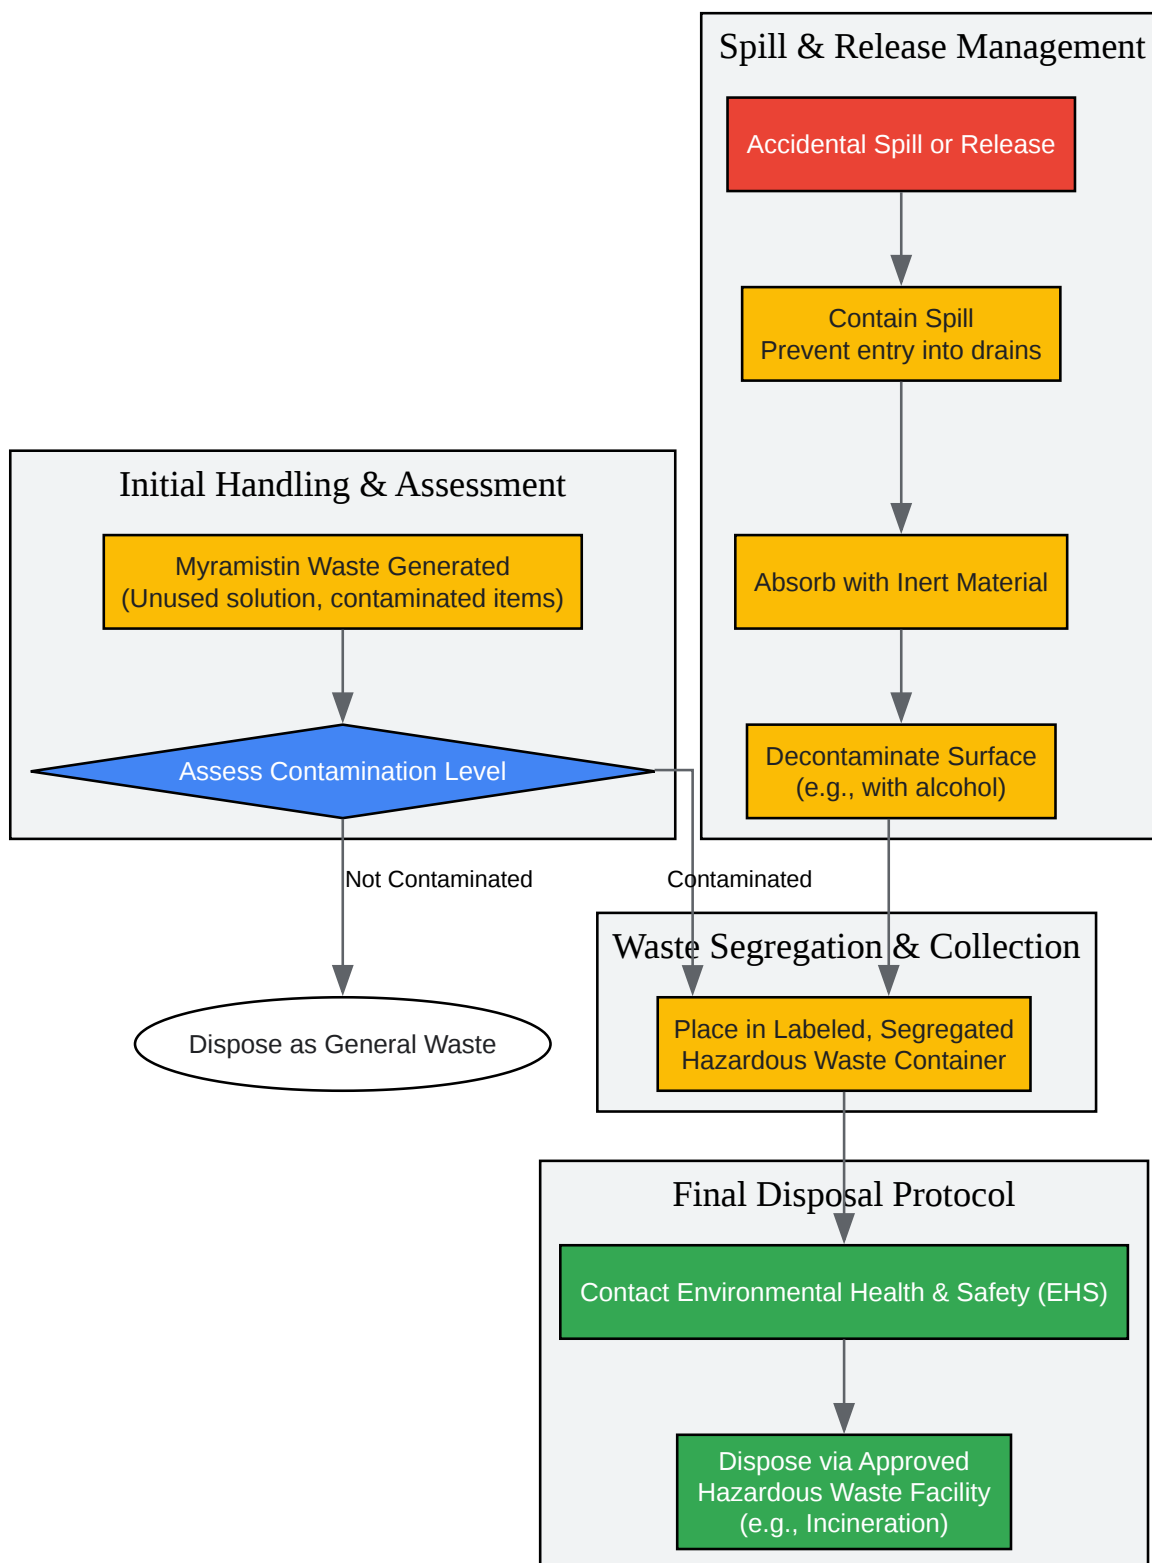 Spill & Release Management
Accidental Spill or Release
Contain Spill
Prevent entry into drains
Initial Handling & Assessment
Myramistin Waste Generated
(Unused solution, contaminated items)
Absorb with Inert Material
Assess Contamination Level
Decontaminate Surface
(e.g., with alcohol)
Not Contaminated
Contaminated
Waste Segregation & Collection
Dispose as General Waste
Place in Labeled, Segregated
Hazardous Waste Container
Final Disposal Protocol
Contact Environmental Health & Safety (EHS)
Dispose via Approved
Hazardous Waste Facility
(e.g., Incineration)